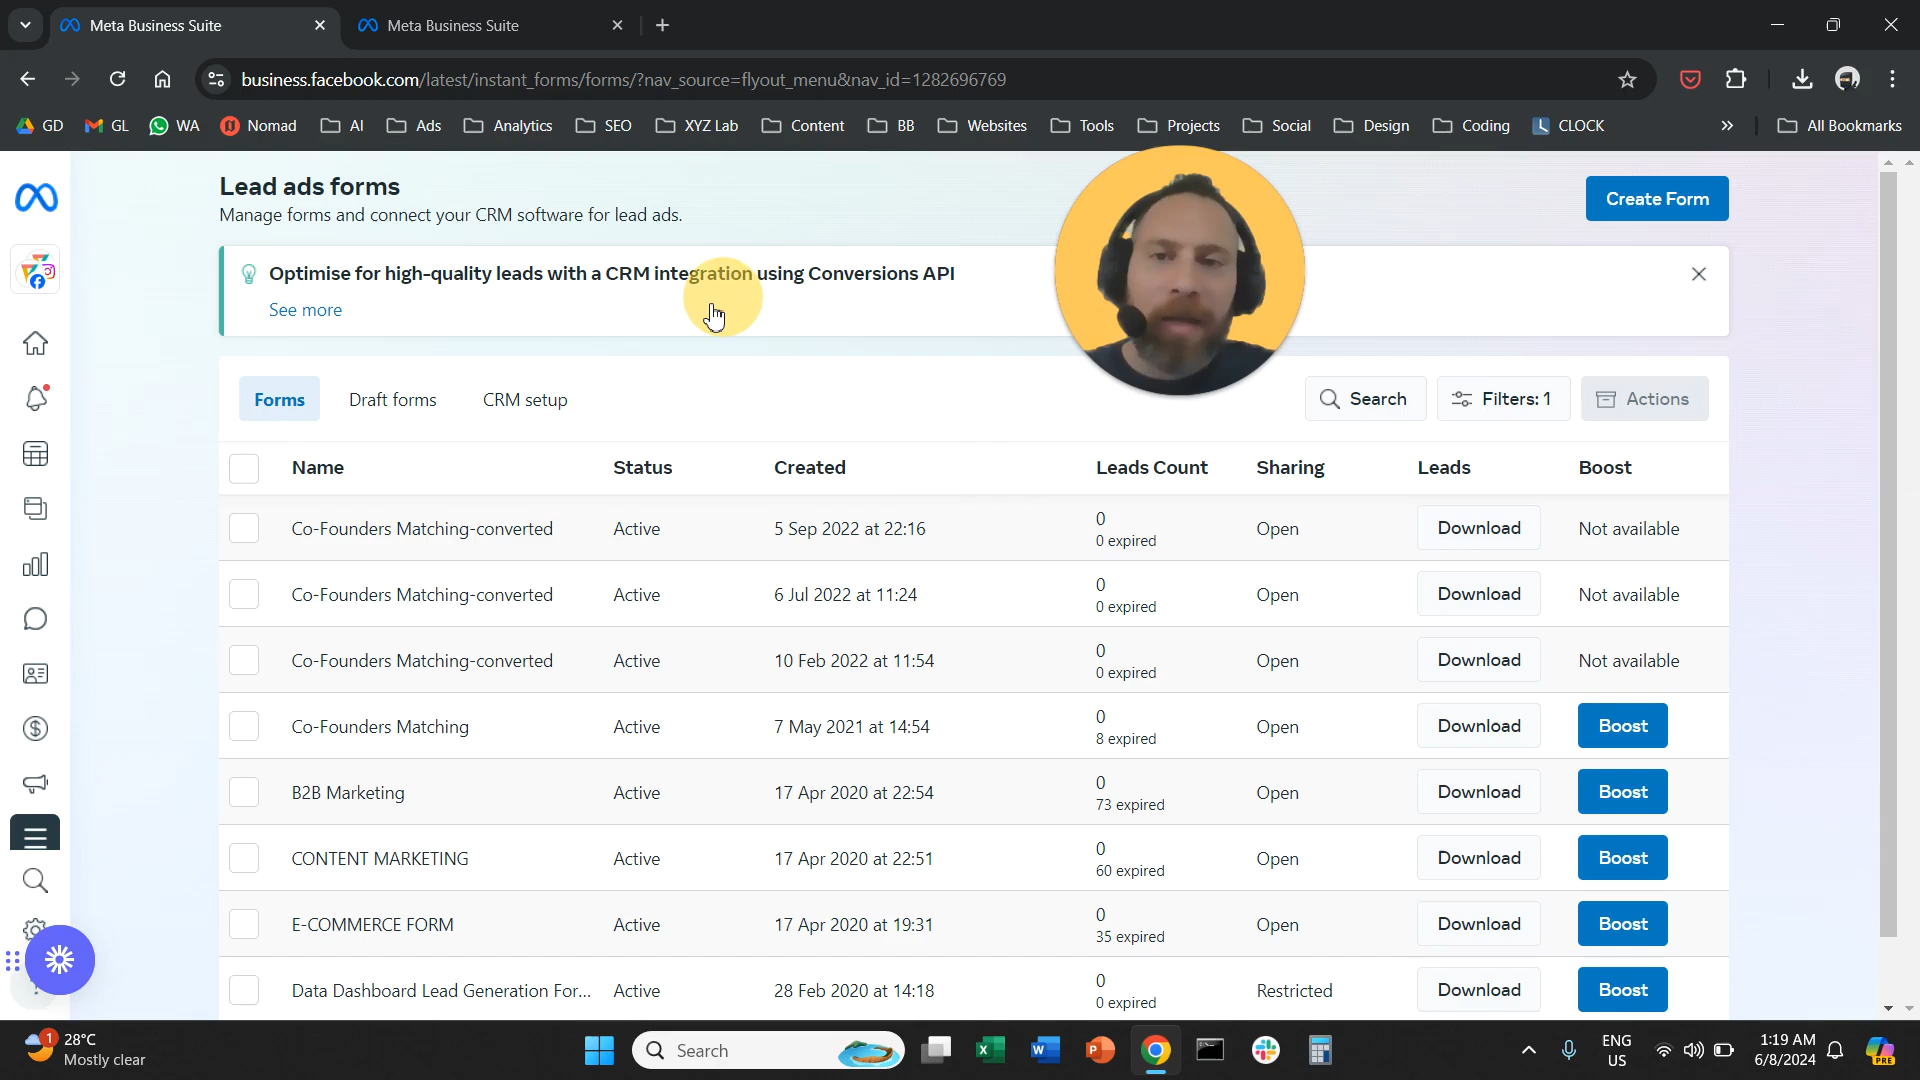 Meta Business Suite
Meta Business Suite
business.facebook.com/latest/instant_forms/forms/?nav_source=flyout_menu&nav_id=1282696769
GD GL WA Nomad AI Ads Analytics SEO XYZ Lab Content BB Websites Tools Projects Social Design Coding CLOCK All Bookmarks
Lead ads forms
Manage forms and connect your CRM software for lead ads.
Create Form
Optimise for high-quality leads with a CRM integration using Conversions API
See more
Forms Draft forms CRM setup Search Filters: 1 Actions
Name Status Created Leads Count Sharing Leads Boost
Co-Founders Matching-converted Active 5 Sep 2022 at 22:16 0 Open Download Not available
0 expired
Co-Founders Matching-converted Active 6 Jul 2022 at 11:24 0 Open Download Not available
0 expired
Co-Founders Matching-converted Active 10 Feb 2022 at 11:54 0 Open Download Not available
0 expired
Co-Founders Matching Active 7 May 2021 at 14:54 0 Open Download Boost
8 expired
B2B Marketing Active 17 Apr 2020 at 22:54 0 Open Download Boost
73 expired
CONTENT MARKETING Active 17 Apr 2020 at 22:51 0 Open Download Boost
60 expired
E-COMMERCE FORM Active 17 Apr 2020 at 19:31 0 Open Download Boost
35 expired
Data Dashboard Lead Generation For... Active 28 Feb 2020 at 14:18 0 Restricted Download Boost
0 expired
1 28°C
Mostly clear
Search
ENG
US
1:19 AM
6/8/2024
PRE